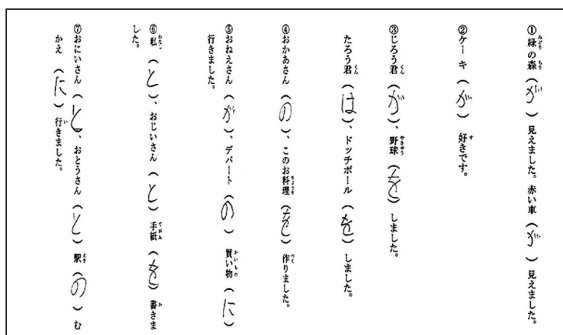 ①緑の森（が）見えました。赤い車（が）見えました。
②ケーキ（が）好きです。
③じろう君（が）、野球（を）しました。
たろう君（は）、ドッチボール（を）しました。
④おかあさん（の）、このお料理（を）作りました。
⑤おねえさん（が）、デパート（の）買い物（に）
行きました。
⑥私（と）、おじいさん（と）手紙（を）書きま
した。
⑦おにいさん（と）、おとうさん（と）駅（の）む
かえ（に）行きました。